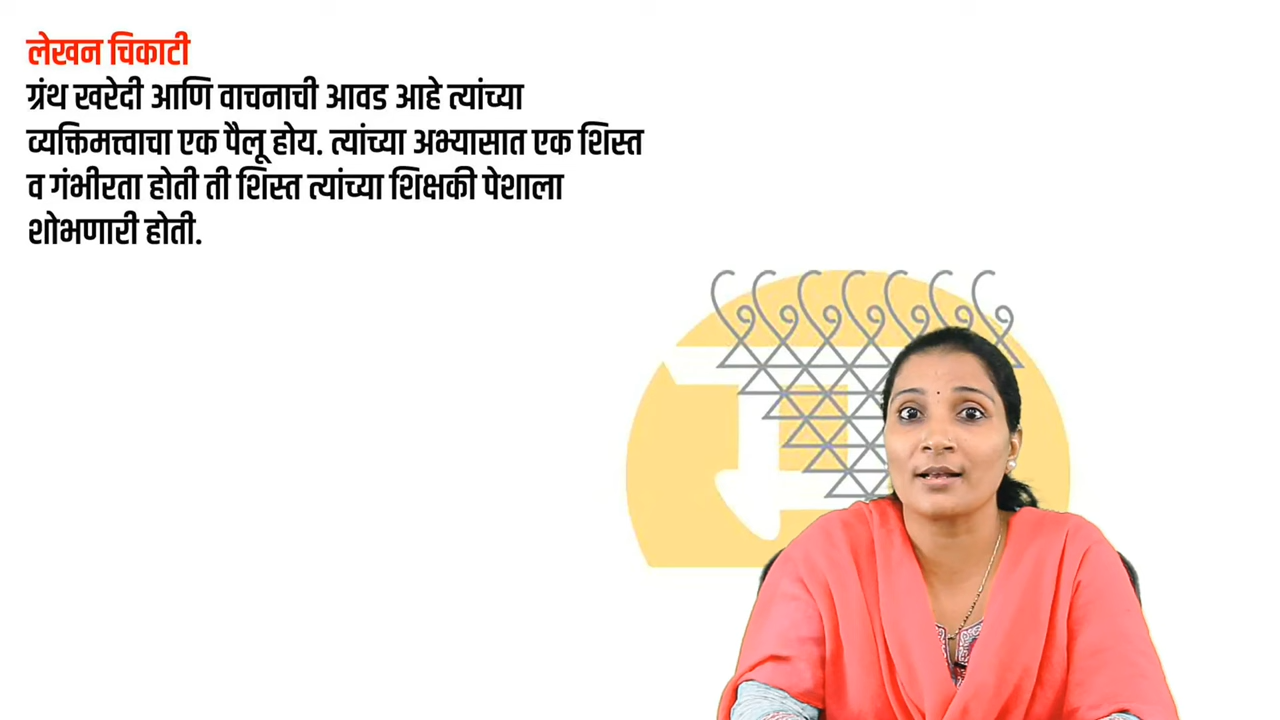 लेखन चिकाटी
ग्रंथ खरेदी आणि वाचनाची आवड आहे त्यांच्या
व्यक्तिमत्त्वाचा एक पैलू होय. त्यांच्या अभ्यासात एक शिस्त
व गंभीरता होती ती शिस्त त्यांच्या शिक्षकी पेशाला
शोभणारी होती.